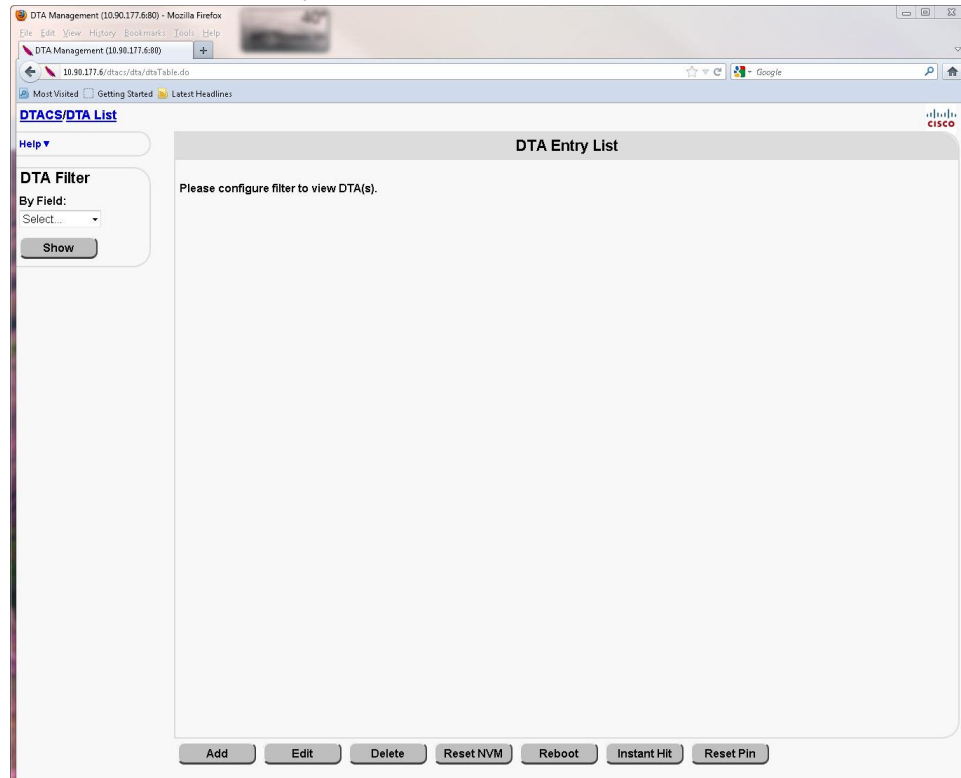 DTA Management (10.90.177.6:80) - Mozilla Firefox
40°
File Edit View History Bookmarks Tools Help
DTA Management (10.90.177.6:80) +
10.90.177.6/dtacs/dta/dtaTable.do
Google
Most Visited Getting Started Latest Headlines
DTACS/DTA List
CISCO
Help▼
DTA Entry List
DTA Filter
Please configure filter to view DTA(s).
By Field:
Select...
Show
Add Edit Delete Reset NVM Reboot Instant Hit Reset Pin